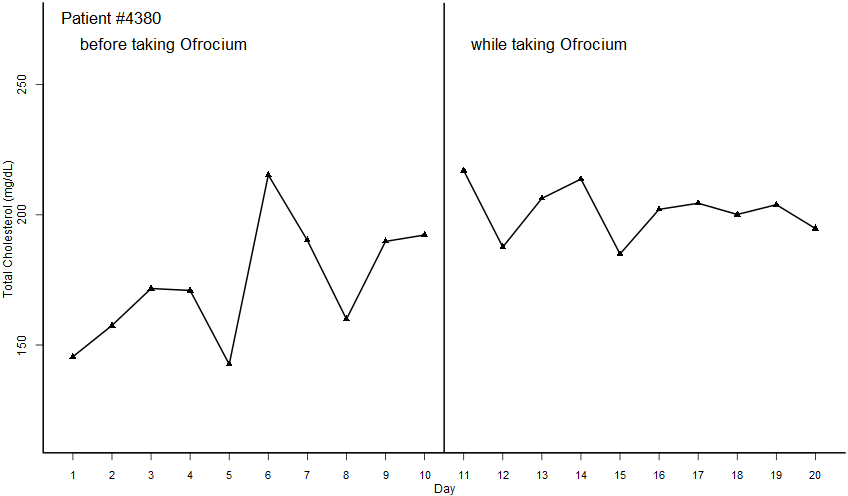 Patient #4380
before taking Ofrocium
while taking Ofrocium
Total Cholesterol (mg/dL)
250
200
150
1 2 3 4 5 6 7 8 9 10 11 12 13 14 15 16 17 18 19 20
Day